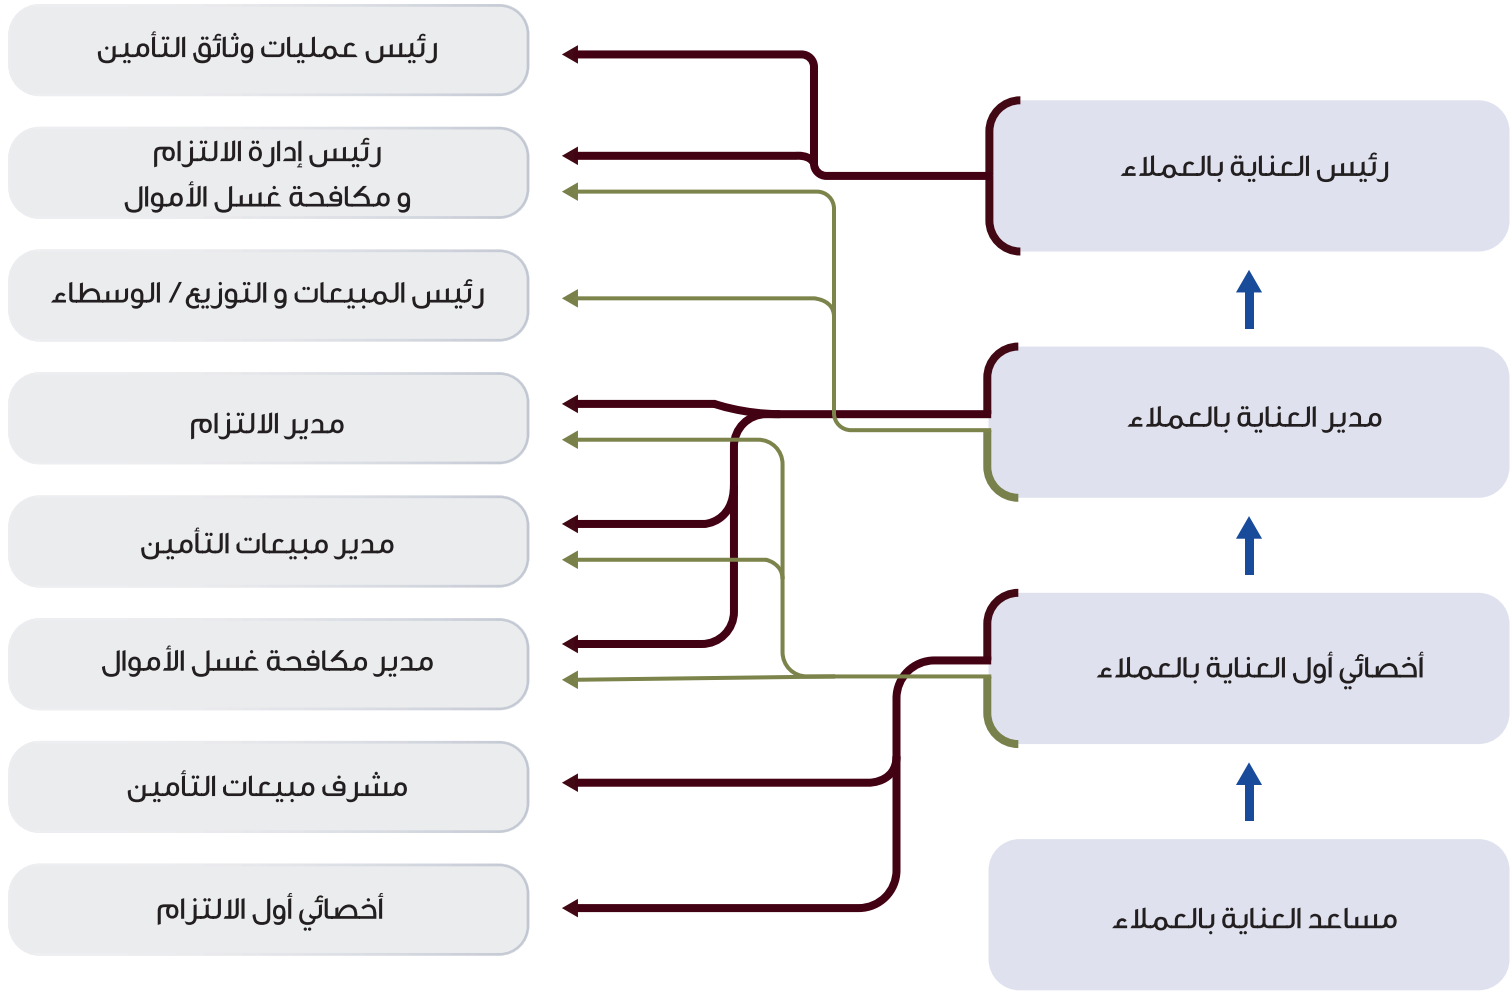 رئيس العناية بالعملاء
مدير العناية بالعملاء
أخصائي أول العناية بالعملاء
مساعد العناية بالعملاء
رئيس عمليات وثائق التأمين
رئيس إدارة الالتزام
و مكافحة غسل الأموال
رئيس المبيعات و التوزيع / الوسطاء
مدير الالتزام
مدير مبيعات التأمين
مدير مكافحة غسل الأموال
مشرف مبيعات التأمين
أخصائي أول الالتزام